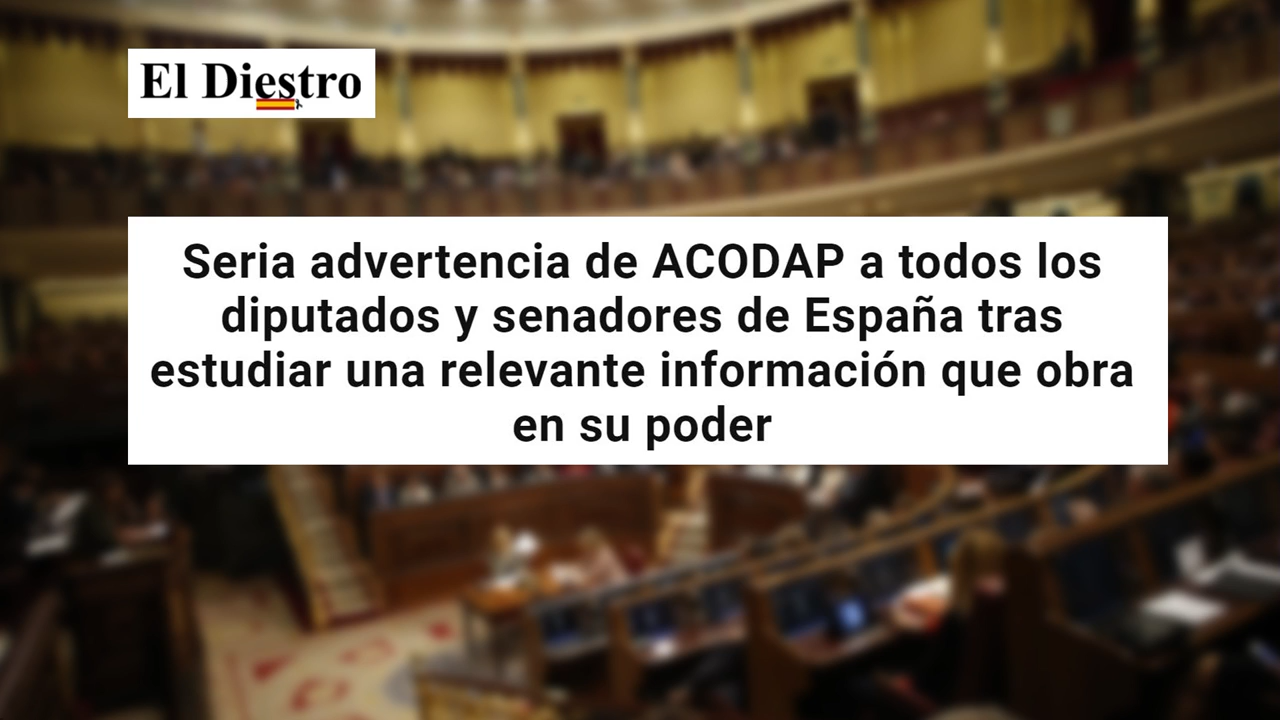 El Diestro
Seria advertencia de ACODAP a todos los
diputados y senadores de España tras
estudiar una relevante información que obra
en su poder